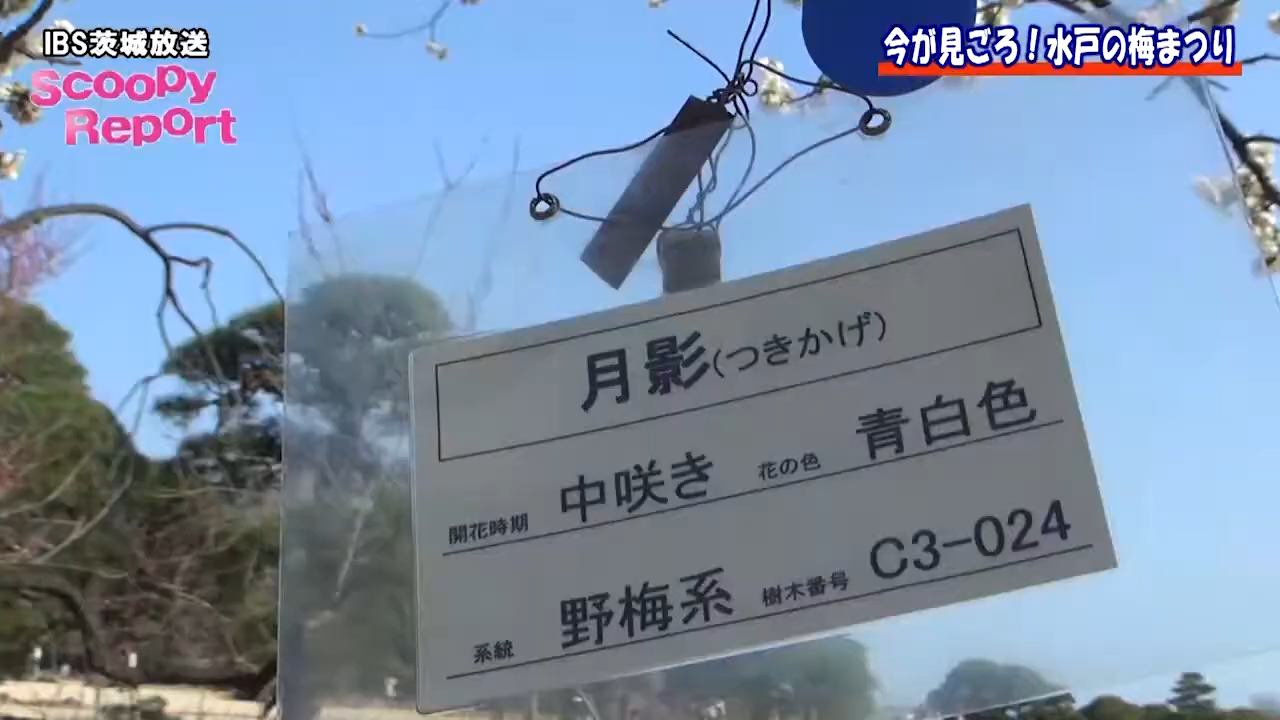 IBS茨城放送
Scoopy
Report
今が見ごろ！水戸の梅まつり
月影(つきかげ)
開花時期 中咲き 花の色 青白色
系統 野梅系 樹木番号 C3-024